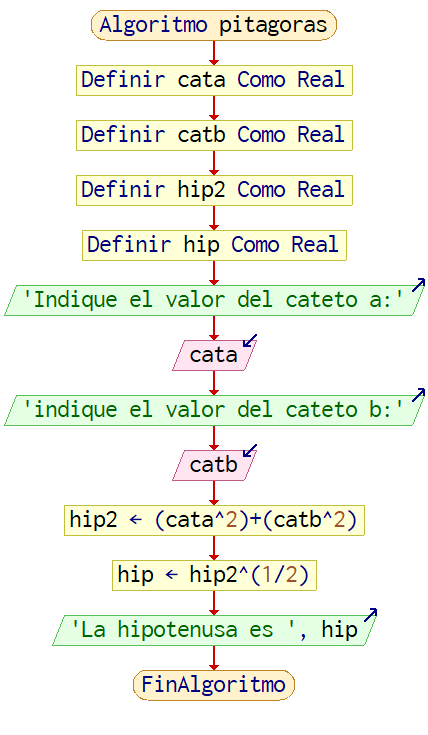 Algoritmo pitagoras
Definir cata Como Real
Definir catb Como Real
Definir hip2 Como Real
Definir hip Como Real
'Indique el valor del cateto a:'
cata
'indique el valor del cateto b:'
catb
hip2 ← (cata^2)+(catb^2)
hip ← hip2^(1/2)
'La hipotenusa es ', hip
FinAlgoritmo